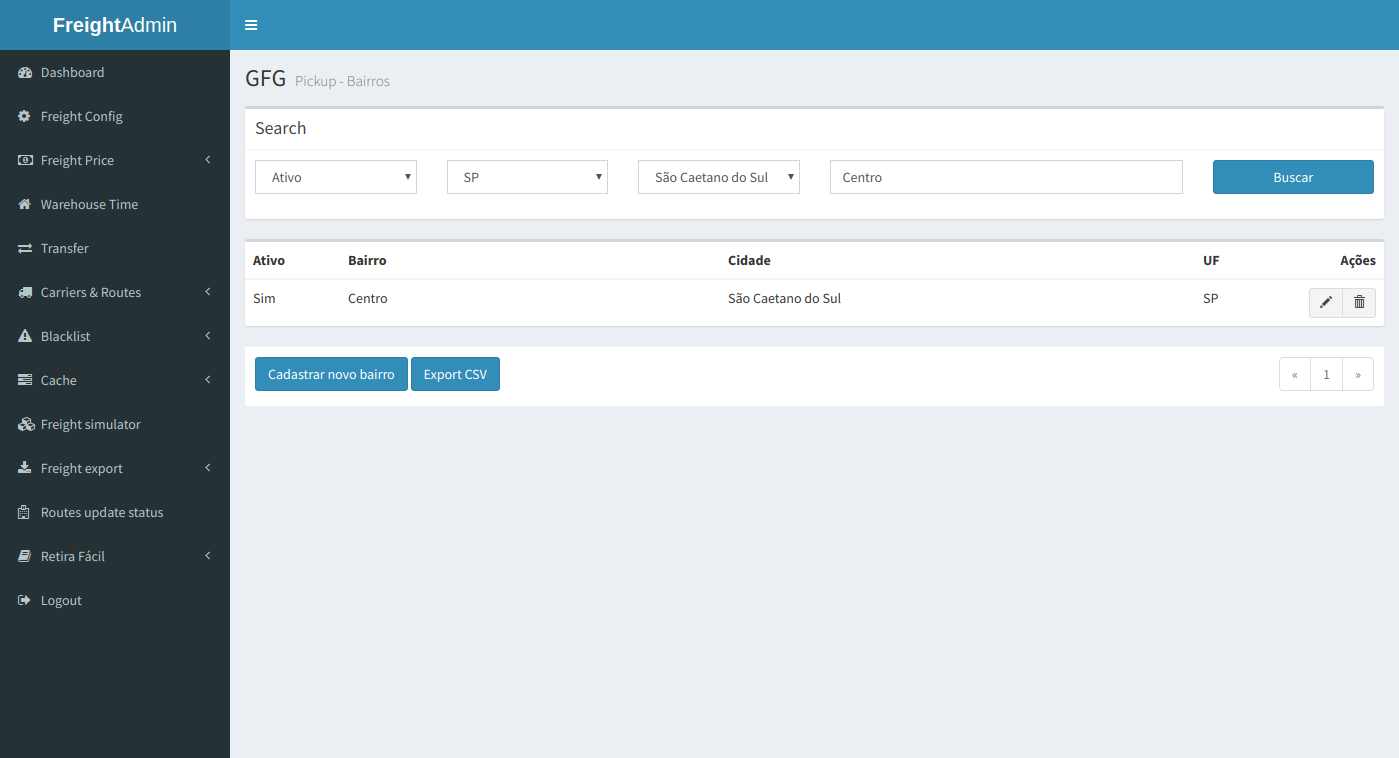 FreightAdmin
Dashboard
Freight Config
Freight Price
Warehouse Time
Transfer
Carriers & Routes
Blacklist
Cache
Freight simulator
Freight export
Routes update status
Retira Fácil
Logout
GFG Pickup - Bairros
Search
Ativo SP São Caetano do Sul Centro Buscar
Ativo Bairro Cidade UF Ações
Sim Centro São Caetano do Sul SP
Cadastrar novo bairro Export CSV « 1 »